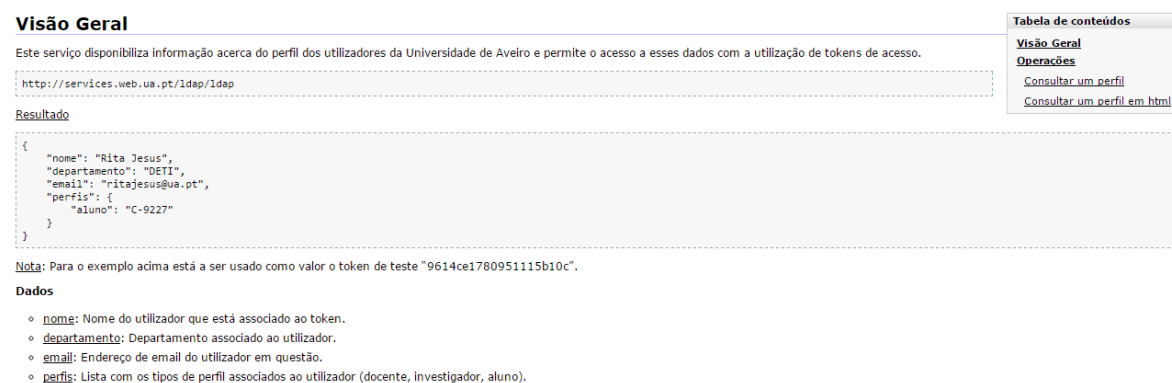 Visão Geral
Este serviço disponibiliza informação acerca do perfil dos utilizadores da Universidade de Aveiro e permite o acesso a esses dados com a utilização de tokens de acesso.
http://services.web.ua.pt/ldap/ldap
Resultado
{
    "nome": "Rita Jesus",
    "departamento": "DETI",
    "email": "ritajesus@ua.pt",
    "perfis": {
        "aluno": "C-9227"
    }
}
Nota: Para o exemplo acima está a ser usado como valor o token de teste "9614ce1780951115b10c".
Dados
nome: Nome do utilizador que está associado ao token.
departamento: Departamento associado ao utilizador.
email: Endereço de email do utilizador em questão.
perfis: Lista com os tipos de perfil associados ao utilizador (docente, investigador, aluno).
Tabela de conteúdos
Visão Geral
Operações
Consultar um perfil
Consultar um perfil em html